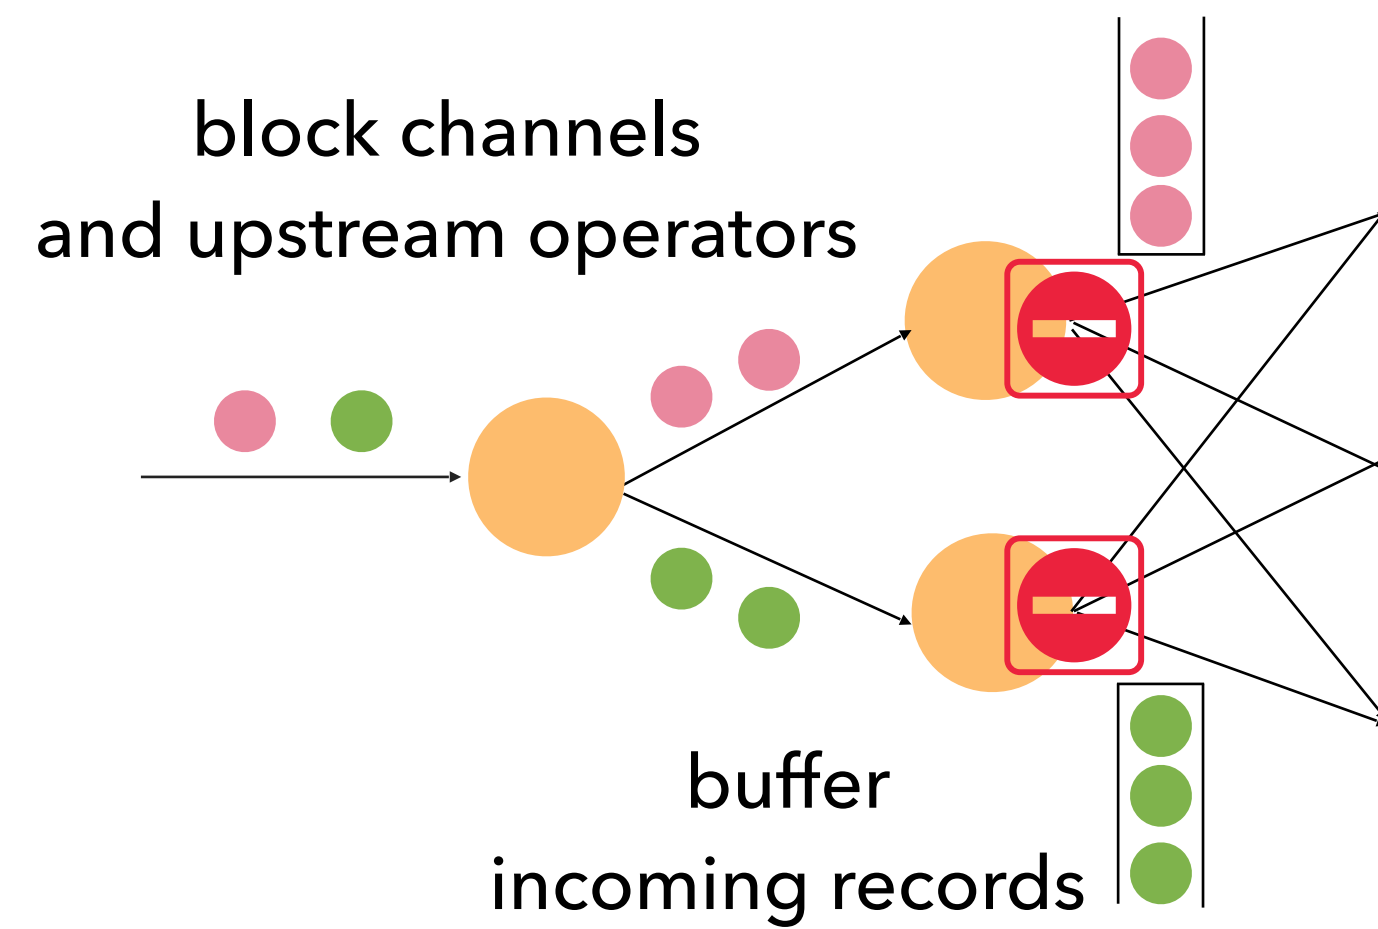 block channels
and upstream operators
buffer
incoming records